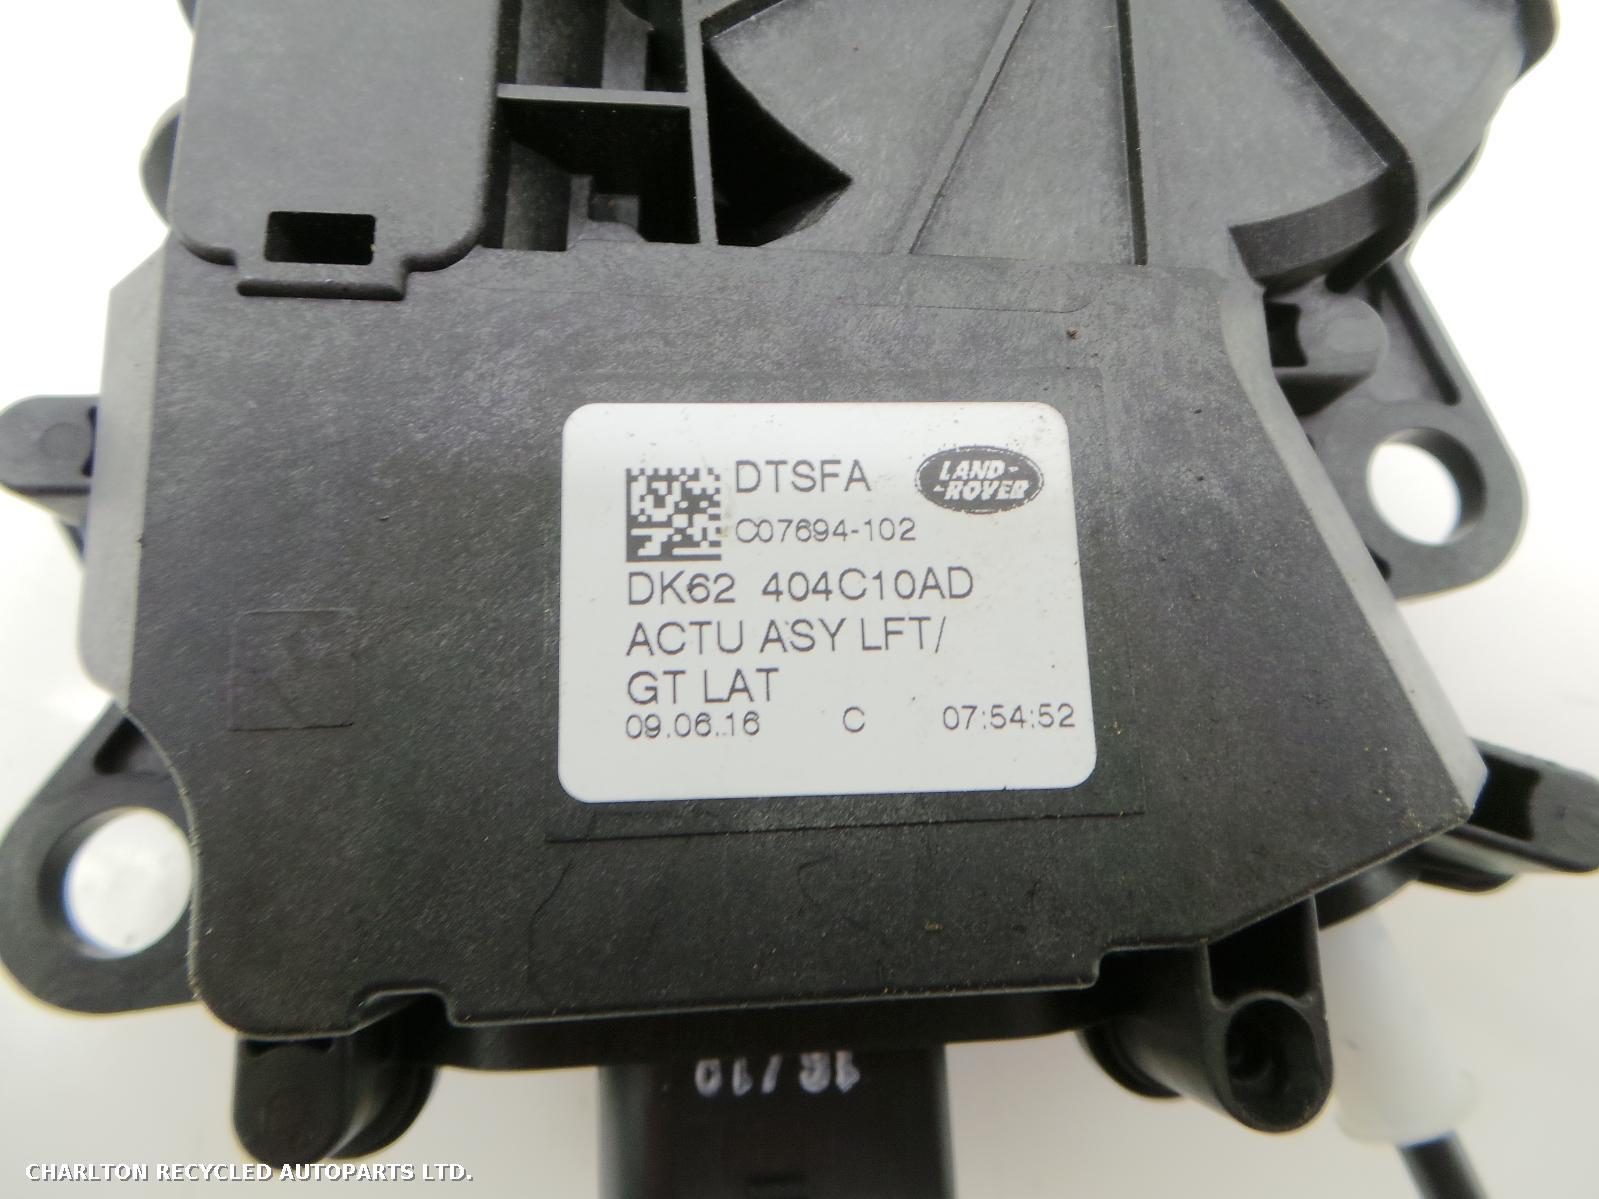 DTSFA
LAND-
-ROVER
C07694-102
DK62 404C10AD
ACTU ASY LFT/
GT LAT
09.06.16 C 07:54:52
CHARLTON RECYCLED AUTOPARTS LTD.